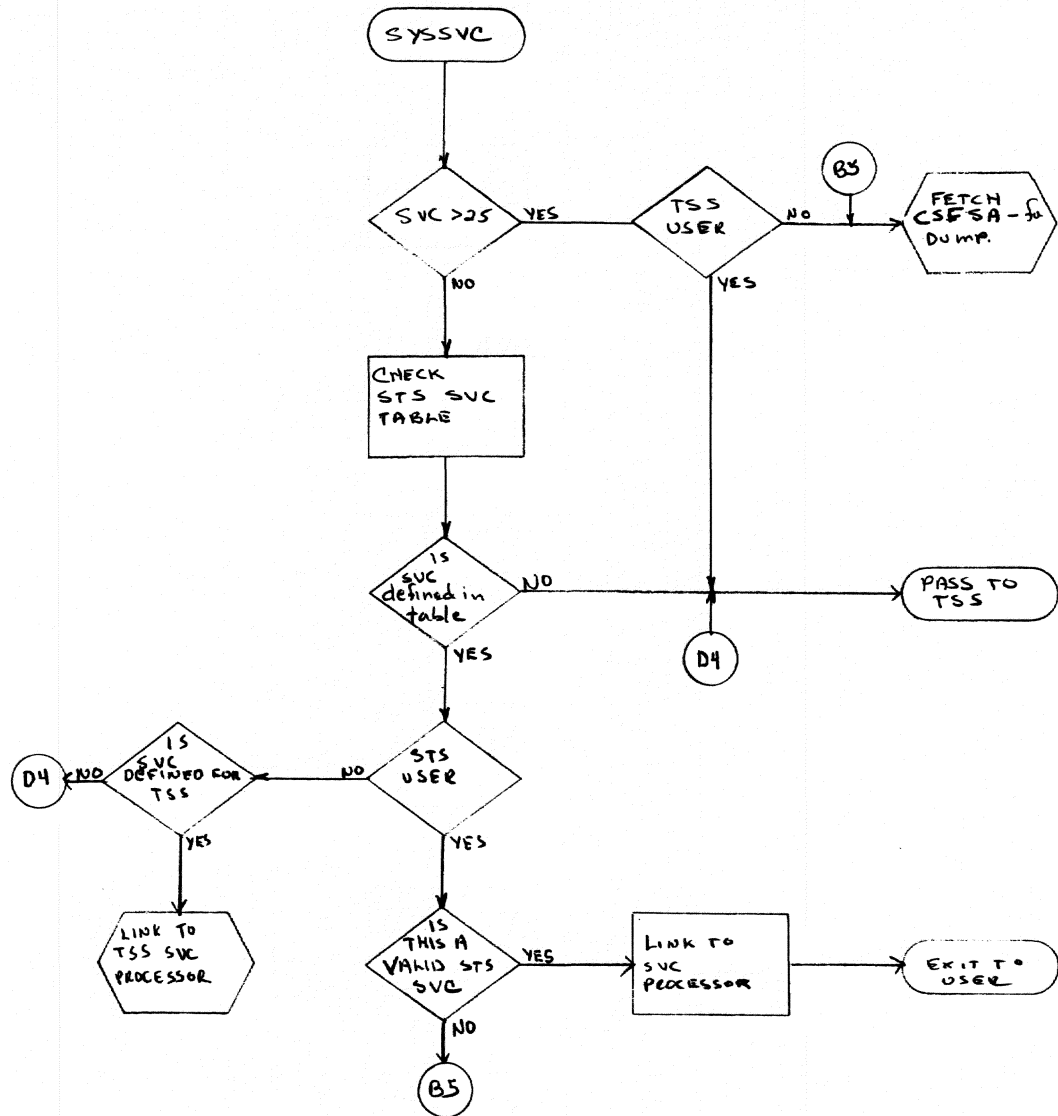 SYSSVC
B5
SVC >25
YES
TSS
USER
NO
FETCH
CSFSA - fu
DUMP.
NO
YES
CHECK
STS SVC
TABLE
IS
SVC
defined in
table
NO
PASS TO
TSS
YES
D4
IS
SVC
DEFINED FOR
TSS
STS
USER
D4
NO
NO
YES
YES
LINK TO
TSS SVC
PROCESSOR
IS
THIS A
VALID STS
SVC
YES
LINK TO
SVC
PROCESSOR
EXIT TO
USER
NO
B5